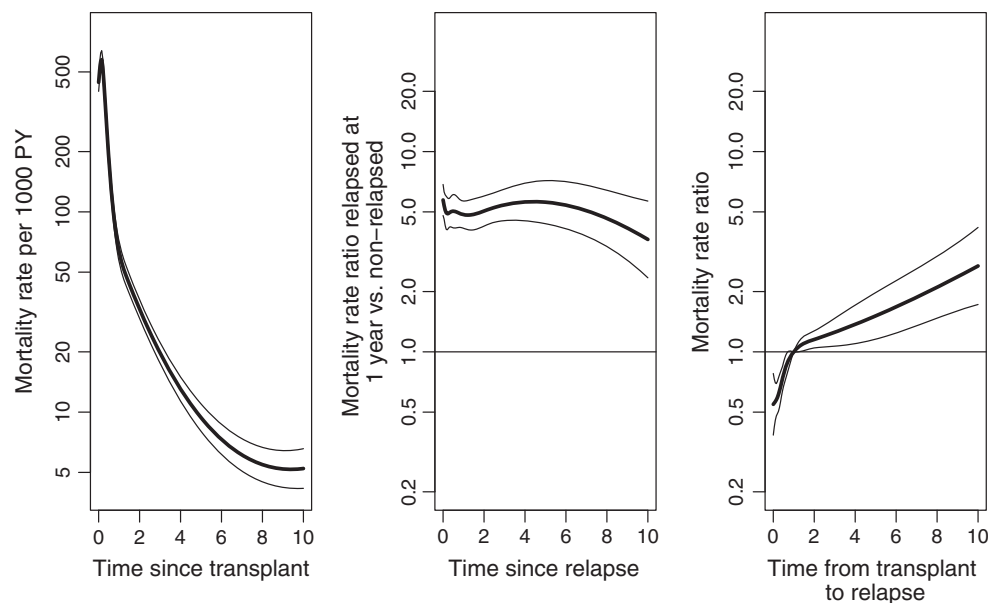 Mortality rate per 1000 PY
500
200
100
50
20
10
5
0 2 4 6 8 10
Time since transplant
Mortality rate ratio relapsed at
1 year vs. non−relapsed
20.0
10.0
5.0
2.0
1.0
0.5
0.2
0 2 4 6 8 10
Time since relapse
Mortality rate ratio
20.0
10.0
5.0
2.0
1.0
0.5
0.2
0 2 4 6 8 10
Time from transplant
to relapse